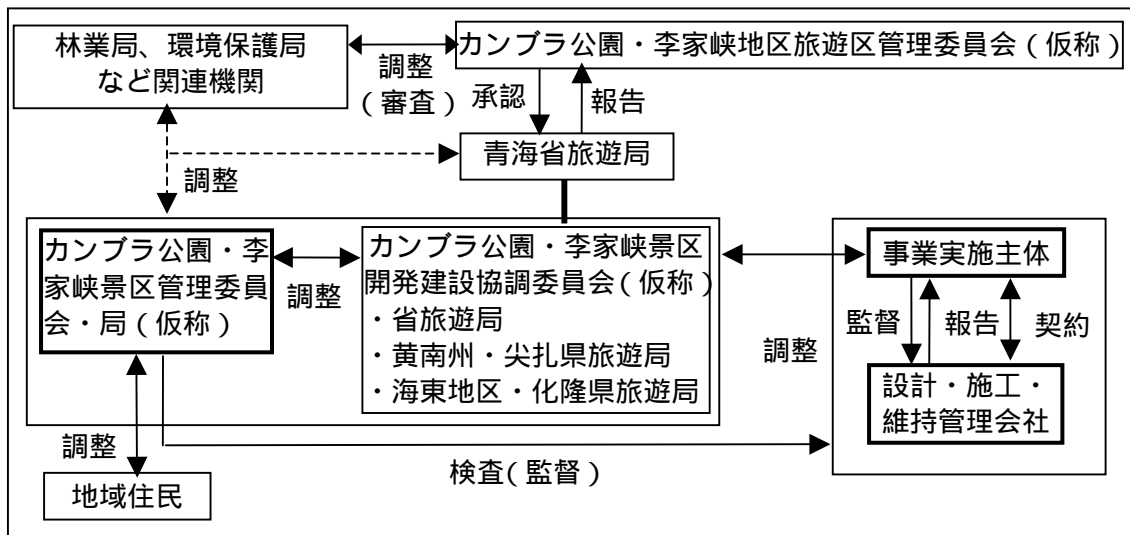 林業局、環境保護局
など関連機関
調整
(審査)
カンブラ公園・李家峡地区旅遊区管理委員会(仮称)
承認
報告
青海省旅遊局
調整
カンブラ公園・李
家峡景区管理委員
会・局(仮称)
調整
カンブラ公園・李家峡景区
開発建設協調委員会(仮称)
・省旅遊局
・黄南州・尖扎県旅遊局
・海東地区・化隆県旅遊局
調整
事業実施主体
監督
報告
契約
設計・施工・
維持管理会社
調整
検査(監督)
地域住民